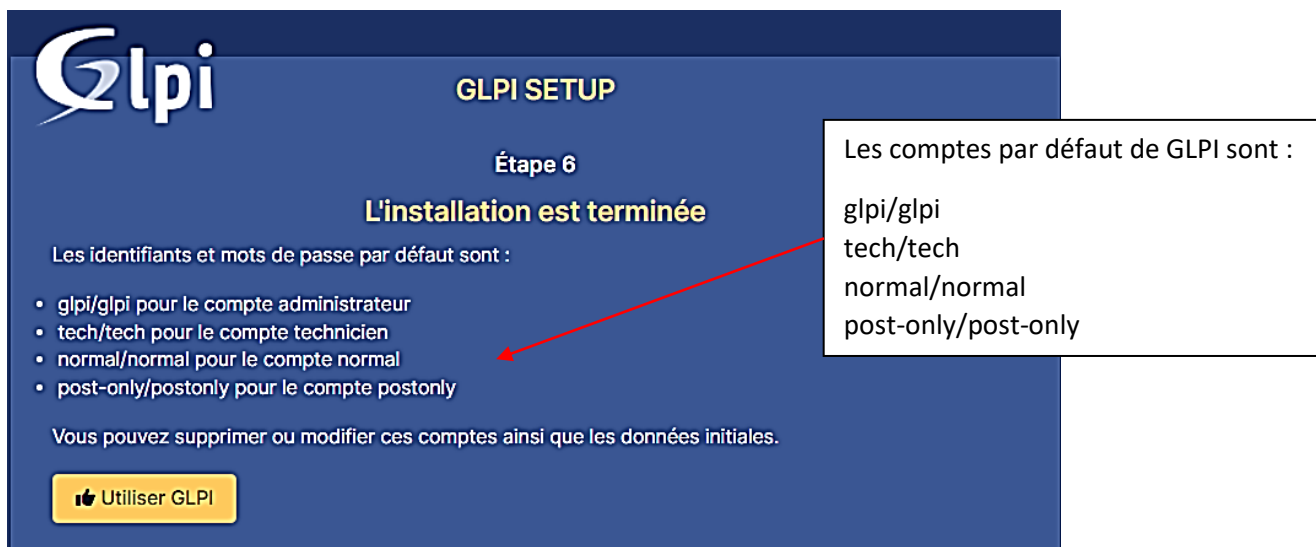 Glpi
GLPI SETUP
Étape 6
L'installation est terminée
Les identifiants et mots de passe par défaut sont :
• glpi/glpi pour le compte administrateur
• tech/tech pour le compte technicien
• normal/normal pour le compte normal
• post-only/postonly pour le compte postonly
Vous pouvez supprimer ou modifier ces comptes ainsi que les données initiales.
Utiliser GLPI
Les comptes par défaut de GLPI sont :
glpi/glpi
tech/tech
normal/normal
post-only/post-only